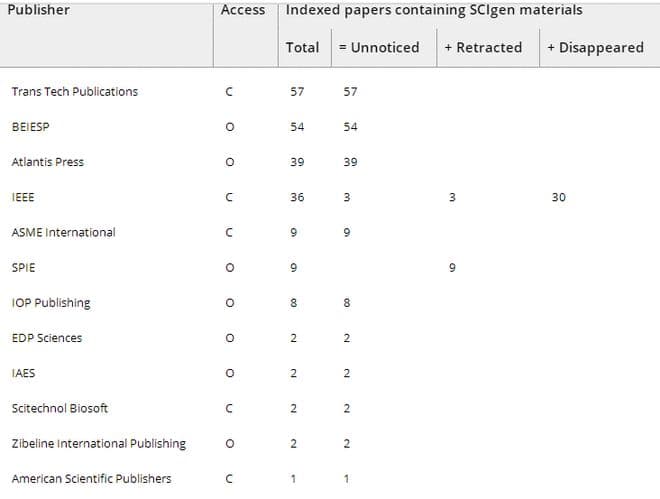 Publisher Access Indexed papers containing SCIgen materials
Total = Unnoticed + Retracted + Disappeared
Trans Tech Publications C 57 57
BEIESP O 54 54
Atlantis Press O 39 39
IEEE C 36 3 3 30
ASME International C 9 9
SPIE O 9 9
IOP Publishing O 8 8
EDP Sciences O 2 2
IAES O 2 2
Scitechnol Biosoft C 2 2
Zibeline International Publishing O 2 2
American Scientific Publishers C 1 1